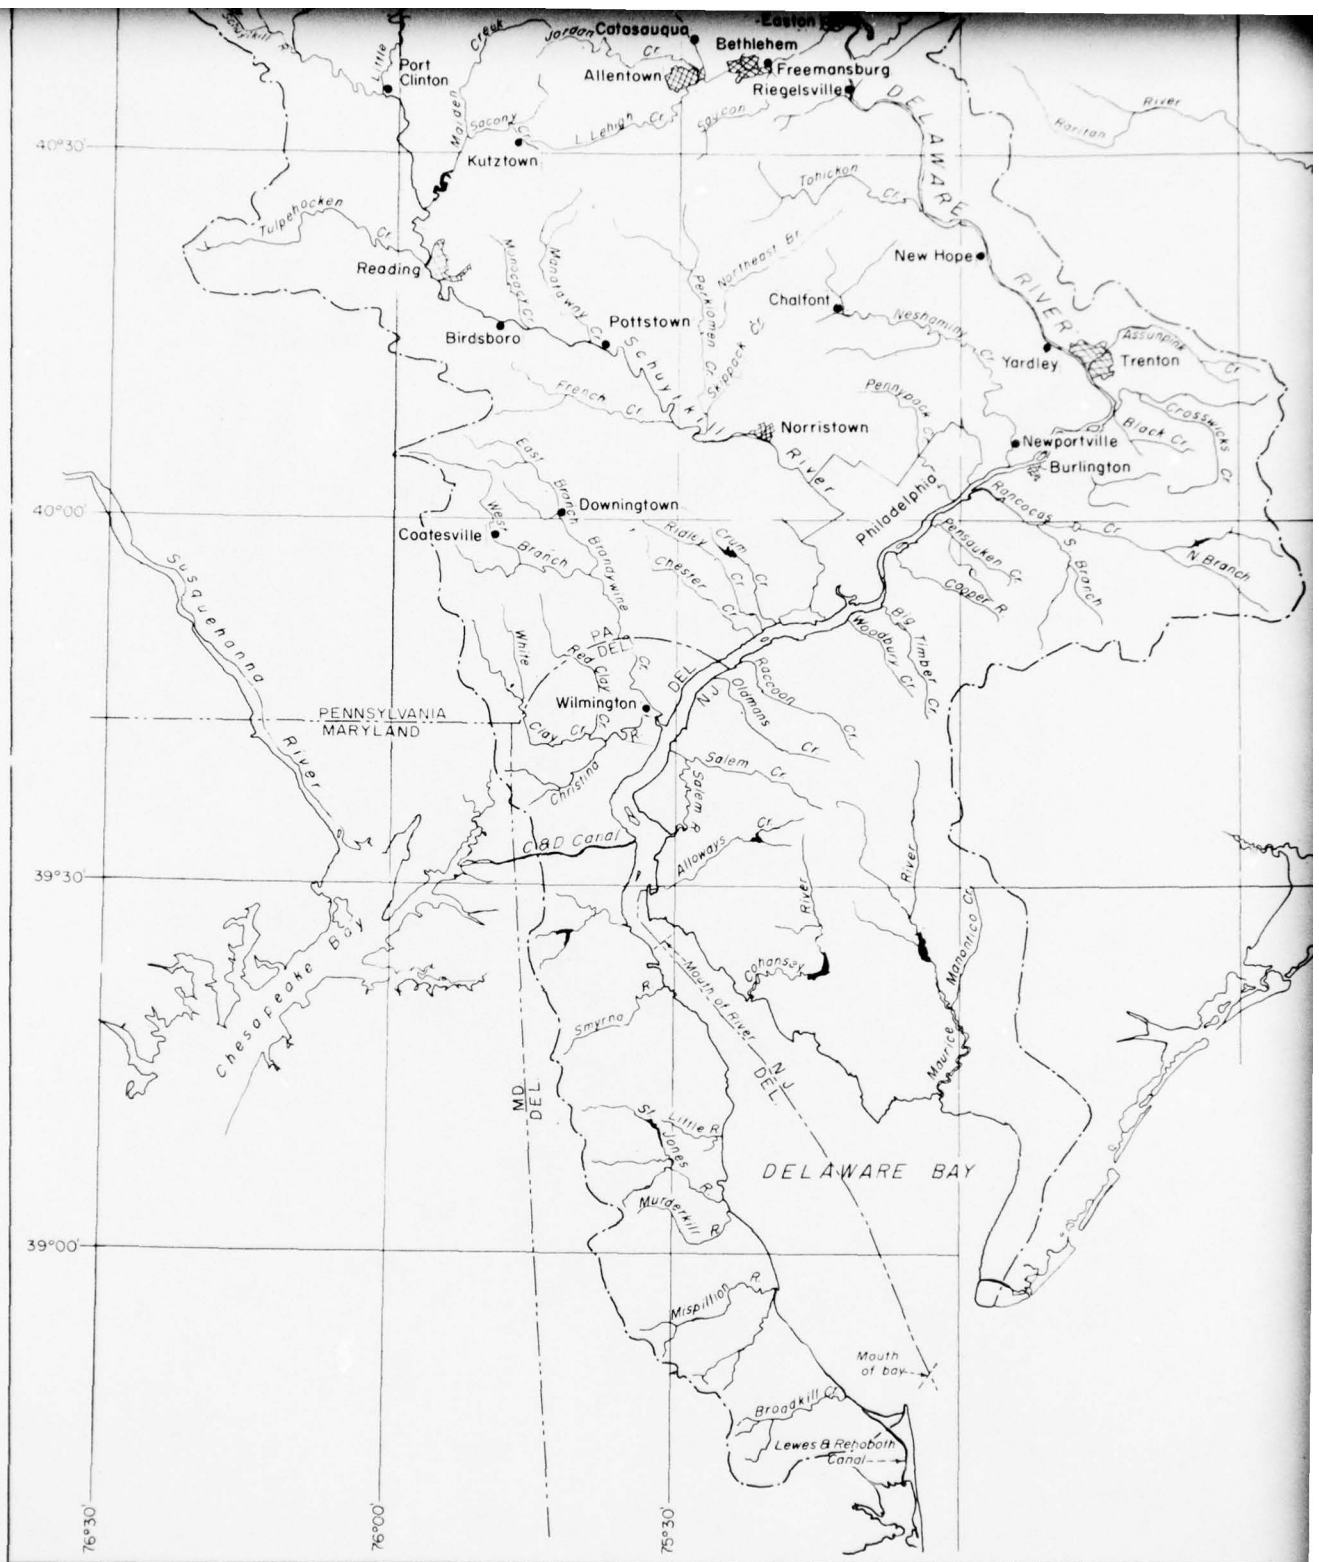 Easton
Schuylkill R.
Little
Port
Clinton
Creek
Maiden
Jordan
Cr.
Catasauqua
Bethlehem
Allentown
Freemansburg
Riegelsville
DELAWARE
RIVER
River
Raritan
40°30'
Sacony
Cr.
Kutztown
L. Lehigh Cr.
Saucon
Tohickon
Cr.
Tulpehocken
Cr.
Reading
Monocacy Cr.
Manatawny
Cr.
Perkiomen Cr.
Northeast Br.
Skippack Cr.
New Hope
Chalfont
Neshaminy
Cr.
Birdsboro
Pottstown
Schuylkill
River
Yardley
Trenton
Assunpink
Cr.
French Cr.
Pennypack
Norristown
Crosswicks
Cr.
Black Cr.
Newportville
Burlington
East
Branch
Downingtown
40°00'
West
Branch
Coatesville
Brandywine
Cr.
Ridley
Cr.
Crum
Cr.
Chester
Cr.
Philadelphia
Rancocas
Cr.
N. Branch
S. Branch
Pensauken Cr.
Cooper R.
Big Timber
Cr.
Woodbury
Cr.
Susquehanna
River
PA
DEL
White
Clay Cr.
Red Clay
Cr.
Wilmington
DEL
NJ
Raccoon
Cr.
Oldmans
Cr.
PENNSYLVANIA
MARYLAND
Christina
R.
Salem Cr.
Salem R.
C & D Canal
Alloways
Cr.
39°30'
River
River
Chesapeake Bay
Cohansey
Manantico Cr.
Maurice
Mouth of River
Smyrna
R.
NJ
DEL
MD
DEL
St.
Jones
R.
Little R.
DELAWARE BAY
Murderkill
R.
39°00'
Mispillion
R.
Mouth
of bay
Broadkill Cr.
Lewes & Rehoboth
Canal
76°30'
76°00'
75°30'